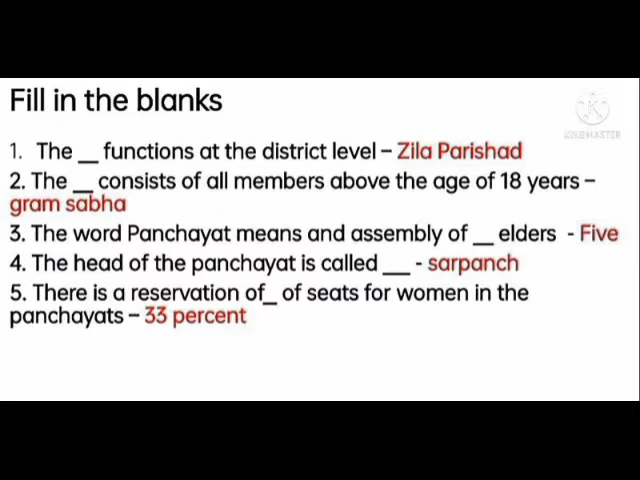 Fill in the blanks
KINEMASTER
1. The __ functions at the district level – Zila Parishad
2. The __ consists of all members above the age of 18 years –
gram sabha
3. The word Panchayat means and assembly of __ elders - Five
4. The head of the panchayat is called __ - sarpanch
5. There is a reservation of_ of seats for women in the
panchayats – 33 percent